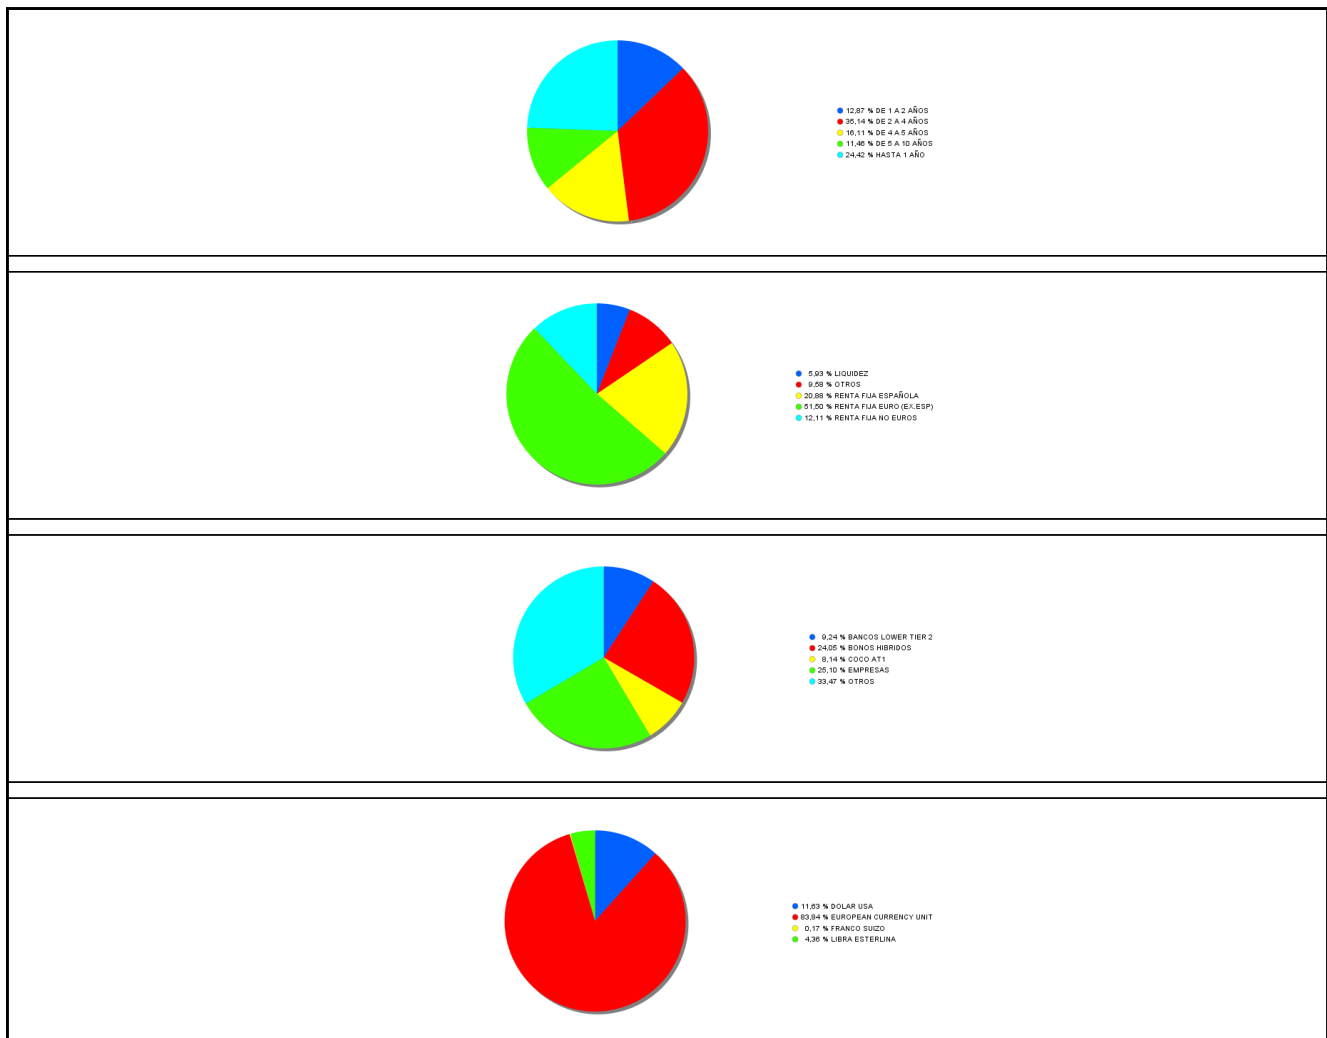 12,87 % DE 1 A 2 AÑOS
35,14 % DE 2 A 4 AÑOS
16,11 % DE 4 A 5 AÑOS
11,46 % DE 5 A 10 AÑOS
24,42 % HASTA 1 AÑO
5,93 % LIQUIDEZ
9,58 % OTROS
20,88 % RENTA FIJA ESPAÑOLA
51,50 % RENTA FIJA EURO (EX.ESP)
12,11 % RENTA FIJA NO EUROS
9,24 % BANCOS LOWER TIER 2
24,05 % BONOS HIBRIDOS
8,14 % COCO AT1
25,10 % EMPRESAS
33,47 % OTROS
11,63 % DOLAR USA
83,84 % EUROPEAN CURRENCY UNIT
0,17 % FRANCO SUIZO
4,36 % LIBRA ESTERLINA